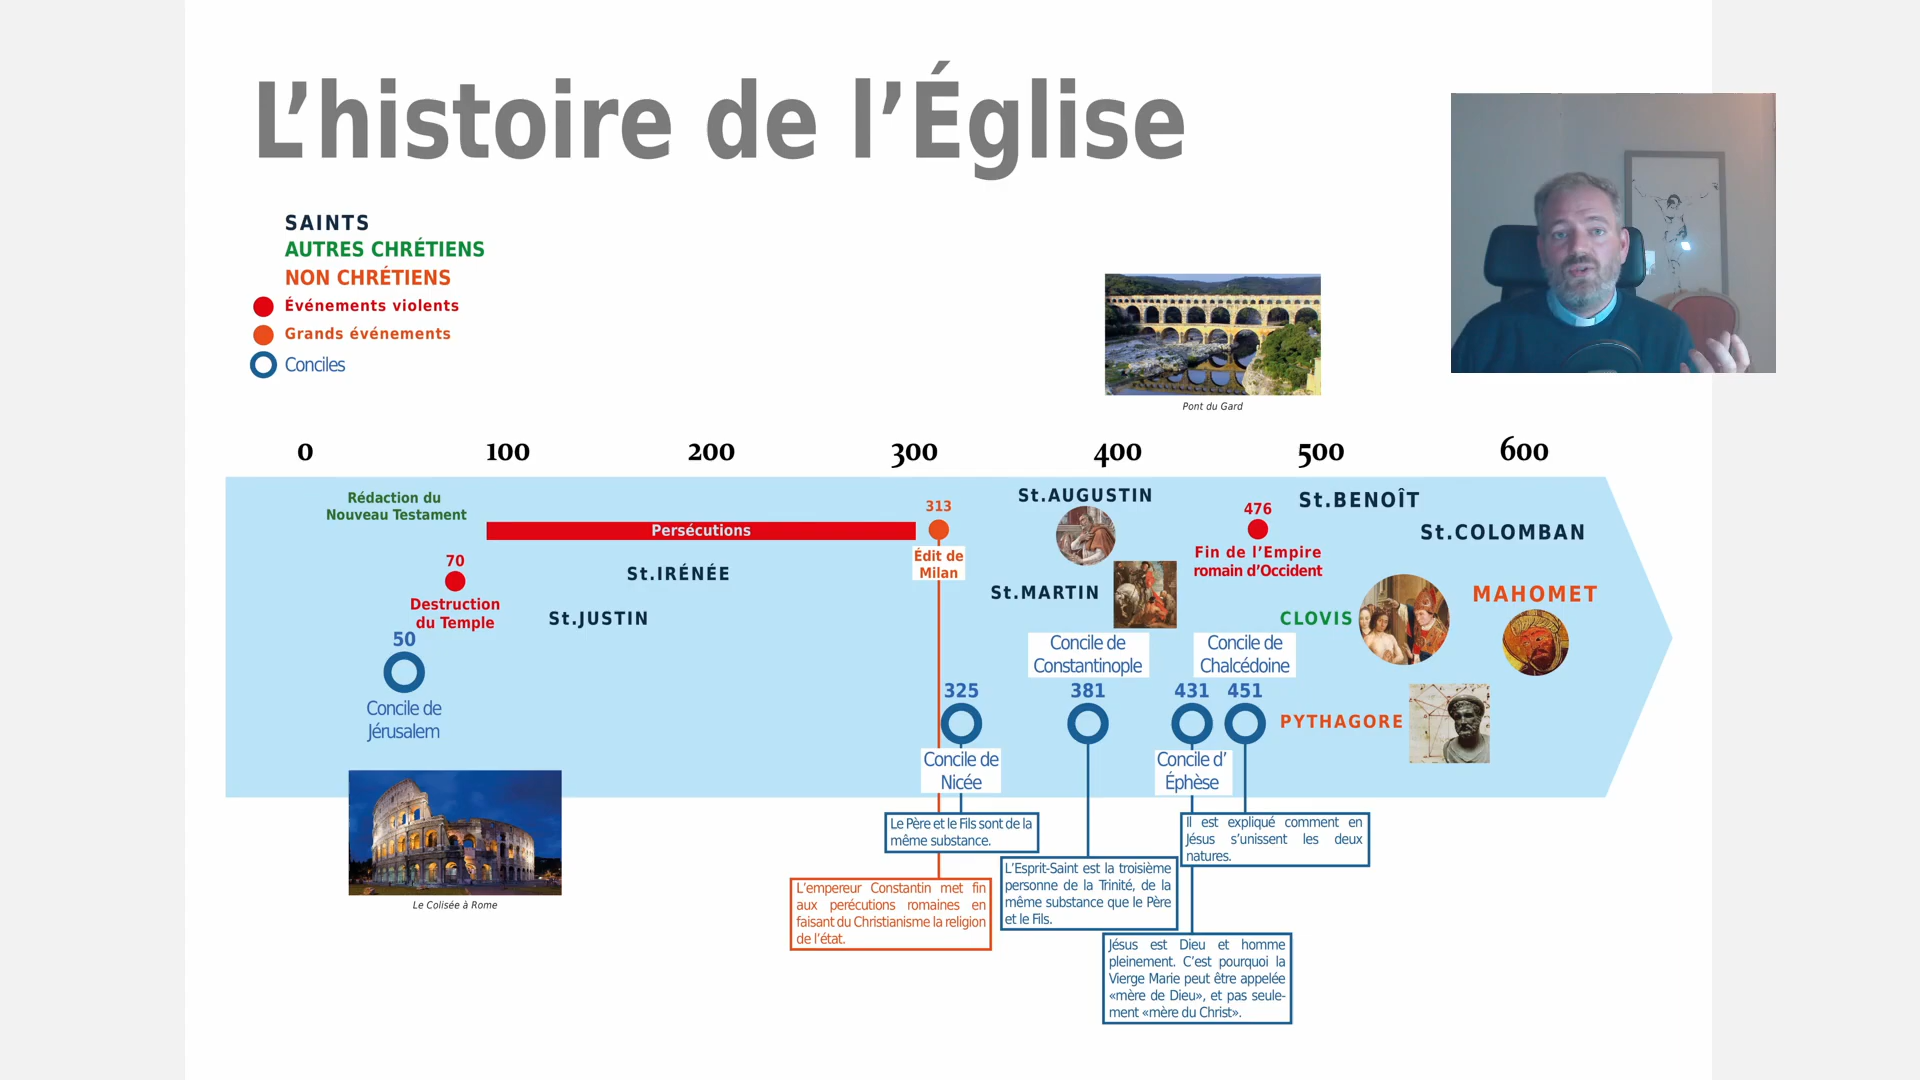 L’histoire de l’Église
SAINTS
AUTRES CHRÉTIENS
NON CHRÉTIENS
Événements violents
Grands événements
Conciles
Pont du Gard
0 100 200 300 400 500 600
Rédaction du
Nouveau Testament
Persécutions
313
Édit de
Milan
St.AUGUSTIN
476
Fin de l’Empire
romain d’Occident
St.BENOÎT
St.COLOMBAN
70
Destruction
du Temple
St.IRÉNÉE
St.JUSTIN
St.MARTIN
CLOVIS
MAHOMET
50
Concile de
Jérusalem
325
Concile de
Nicée
Concile de
Constantinople
381
431
Concile d’
Éphèse
Concile de
Chalcédoine
451
PYTHAGORE
Le Colisée à Rome
Le Père et le Fils sont de la
même substance.
L’empereur Constantin met fin
aux perécutions romaines en
faisant du Christianisme la religion
de l’état.
L’Esprit-Saint est la troisième
personne de la Trinité, de la
même substance que le Père
et le Fils.
Il est expliqué comment en
Jésus s’unissent les deux
natures.
Jésus est Dieu et homme
pleinement. C’est pourquoi la
Vierge Marie peut être appelée
«mère de Dieu», et pas seule-
ment «mère du Christ».